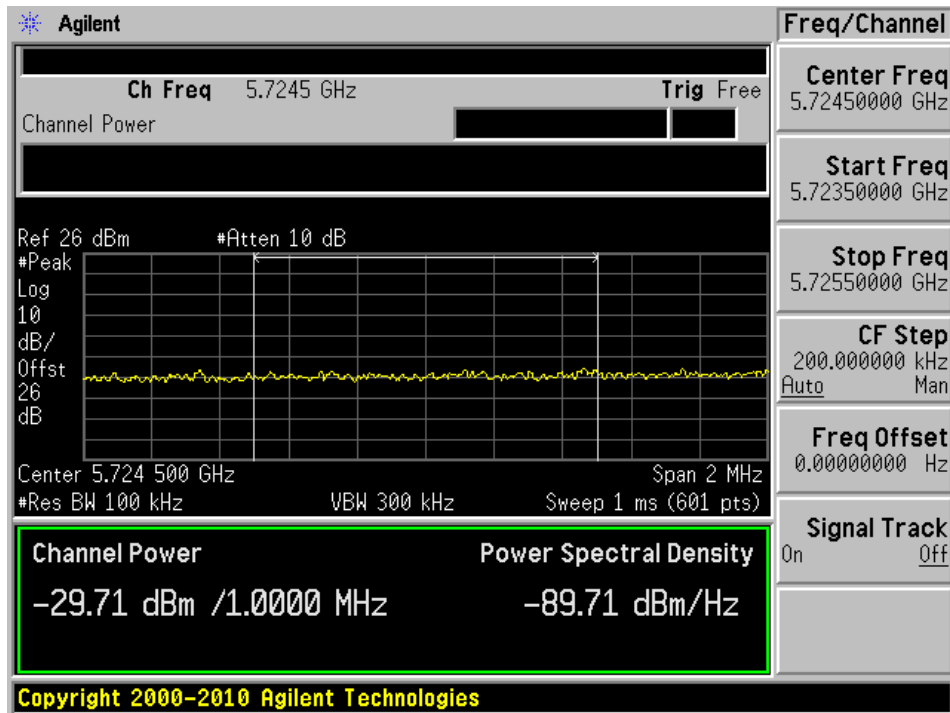 Agilent
Freq/Channel
Ch Freq 5.7245 GHz Trig Free
Channel Power
Center Freq
5.72450000 GHz
Start Freq
5.72350000 GHz
Stop Freq
5.72550000 GHz
CF Step
200.000000 kHz
Auto Man
Freq Offset
0.00000000 Hz
Signal Track
On Off
Ref 26 dBm #Atten 10 dB
#Peak
Log
10
dB/
Offst
26
dB
Center 5.724 500 GHz Span 2 MHz
#Res BW 100 kHz VBW 300 kHz Sweep 1 ms (601 pts)
Channel Power Power Spectral Density
-29.71 dBm /1.0000 MHz -89.71 dBm/Hz
Copyright 2000-2010 Agilent Technologies